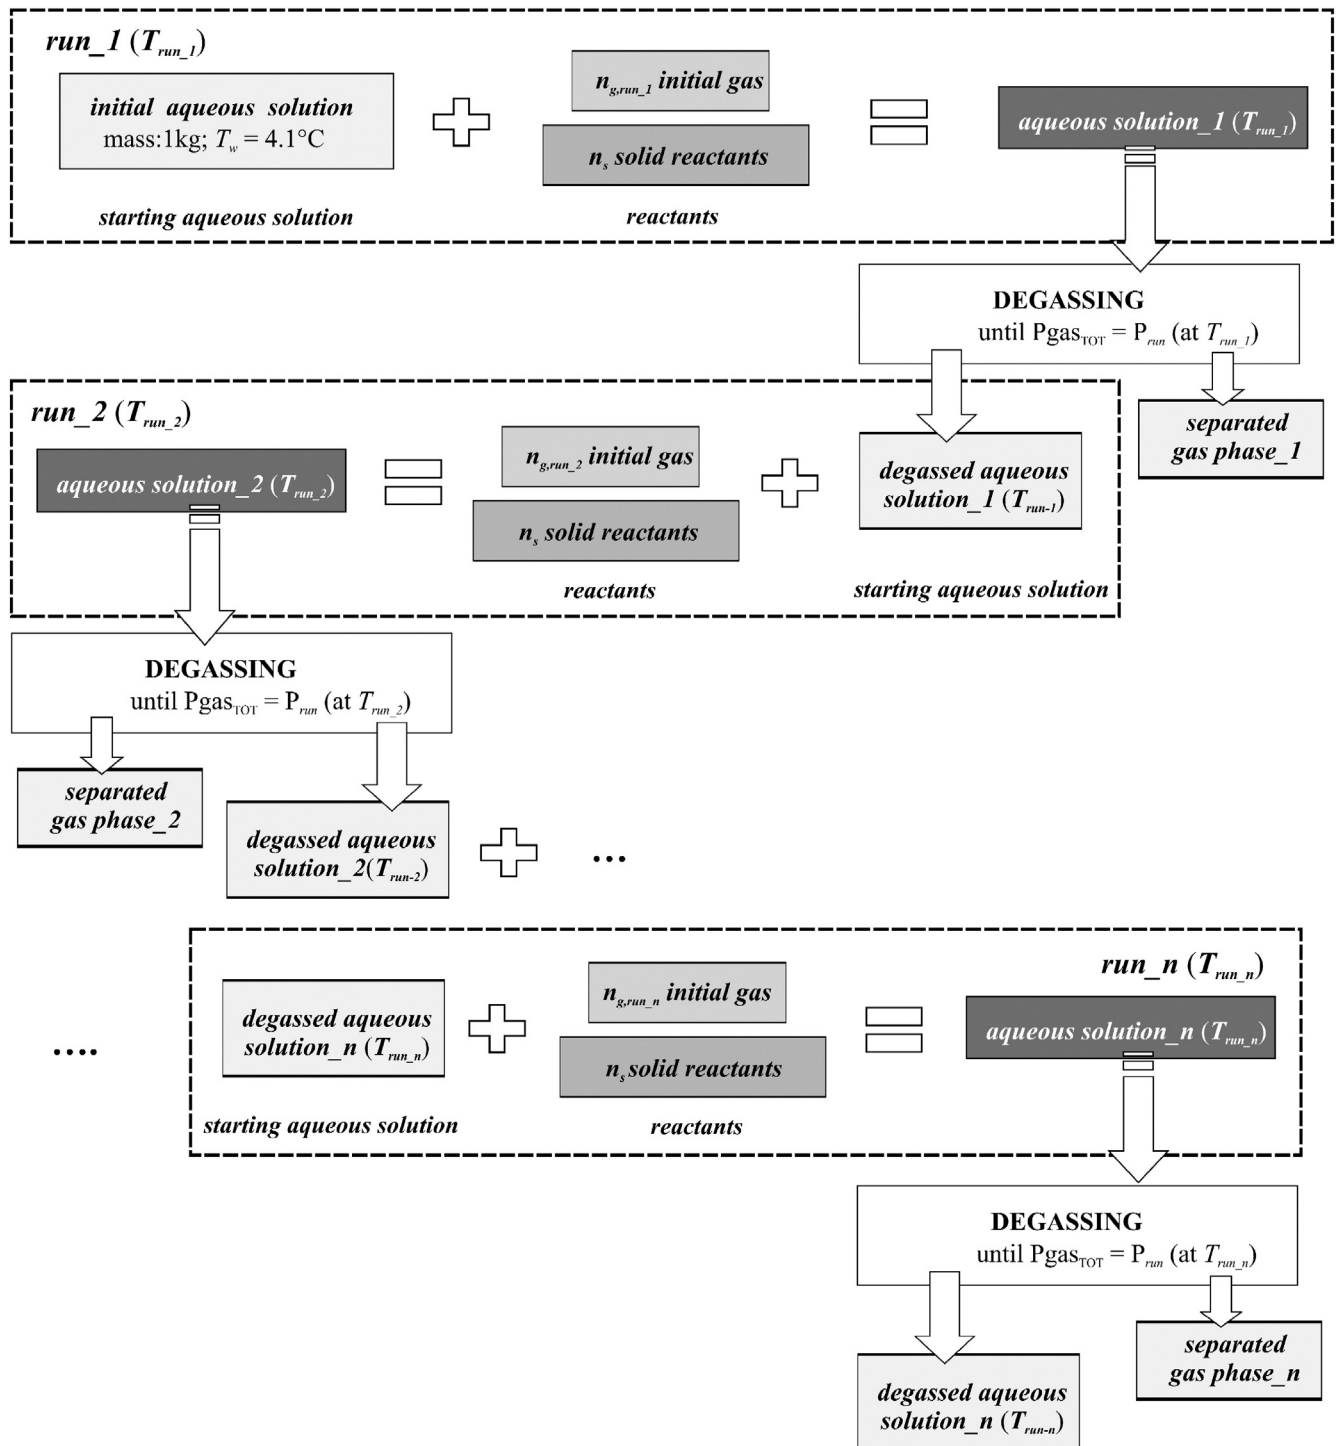 run_1 (T_run_1)
initial aqueous solution
mass:1kg; T_w = 4.1°C
starting aqueous solution
n_g,run_1 initial gas
n_s solid reactants
reactants
aqueous solution_1 (T_run_1)
DEGASSING
until Pgas_TOT = P_run (at T_run_1)
separated
gas phase_1
run_2 (T_run_2)
aqueous solution_2 (T_run_2)
n_g,run_2 initial gas
n_s solid reactants
reactants
degassed aqueous
solution_1 (T_run-1)
starting aqueous solution
DEGASSING
until Pgas_TOT = P_run (at T_run_2)
separated
gas phase_2
degassed aqueous
solution_2(T_run-2)
...
run_n (T_run_n)
....
degassed aqueous
solution_n (T_run_n)
starting aqueous solution
n_g,run_n initial gas
n_s solid reactants
reactants
aqueous solution_n (T_run_n)
DEGASSING
until Pgas_TOT = P_run (at T_run_n)
degassed aqueous
solution_n (T_run-n)
separated
gas phase_n